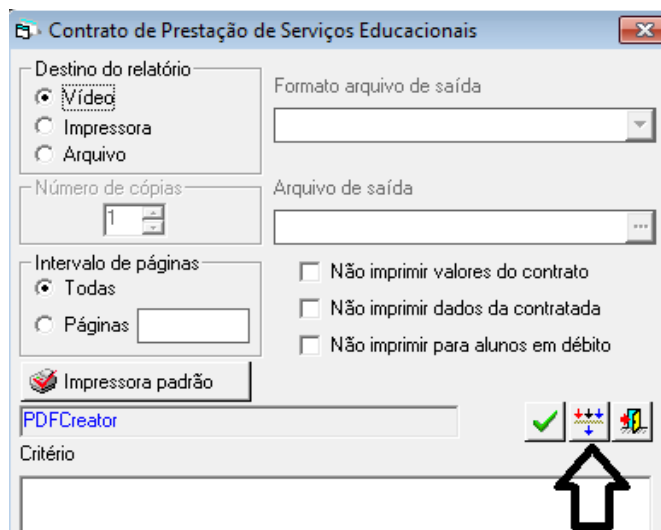 Contrato de Prestação de Serviços Educacionais
Destino do relatório
Vídeo
Impressora
Arquivo
Formato arquivo de saída
Número de cópias
1
Arquivo de saída
...
Intervalo de páginas
Todas
Páginas
Não imprimir valores do contrato
Não imprimir dados da contratada
Não imprimir para alunos em débito
Impressora padrão
PDFCreator
Critério